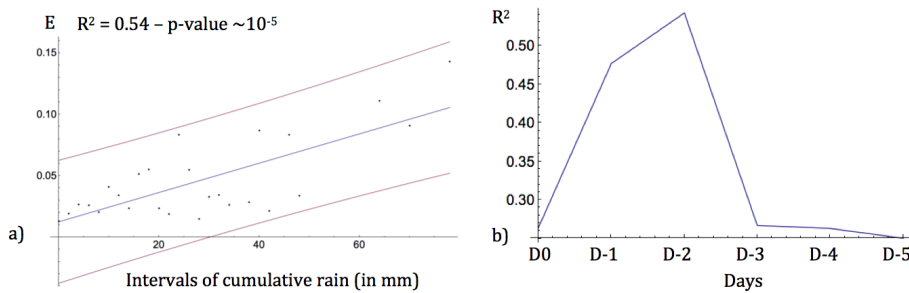 E R² = 0.54 – p-value ~10⁻⁵
0.15
0.10
0.05
20 40 60
a)
Intervals of cumulative rain (in mm)
R²
0.50
0.45
0.40
0.35
0.30
b)
D0 D-1 D-2 D-3 D-4 D-5
Days